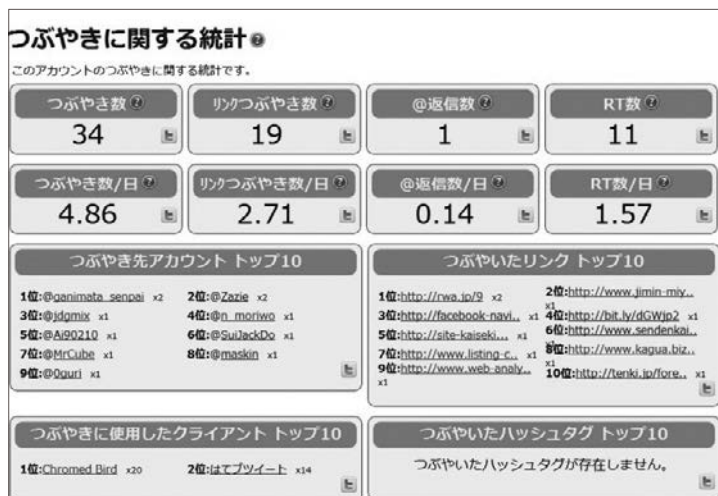 つぶやきに関する統計?
このアカウントのつぶやきに関する統計です。
つぶやき数? リンクつぶやき数? @返信数? RT数?
34 19 1 11
つぶやき数/日? リンクつぶやき数/日? @返信数/日? RT数/日?
4.86 2.71 0.14 1.57
つぶやき先アカウント トップ10
1位:@ganimata_senpai x2 2位:@Zazie x2
3位:@jdgmix x1 4位:@n_moriwo x1
5位:@Ai90210 x1 6位:@SuiJackDo x1
7位:@MrCube x1 8位:@maskin x1
9位:@0guri x1
つぶやいたリンク トップ10
1位:http://rwa.jp/9 x2 2位:http://www.jimin-miy.. x1
3位:http://facebook-navi.. x1 4位:http://bit.ly/dGWjp2 x1
5位:http://site-kaiseki... x1 6位:http://www.sendenkai.. x1
7位:http://www.listing-c.. x1 8位:http://www.kagua.biz.. x1
9位:http://www.web-analy.. x1 10位:http://tenki.jp/fore.. x1
つぶやきに使用したクライアント トップ10
1位:Chromed Bird x20 2位:はてブツイート x14
つぶやいたハッシュタグ トップ10
つぶやいたハッシュタグが存在しません。